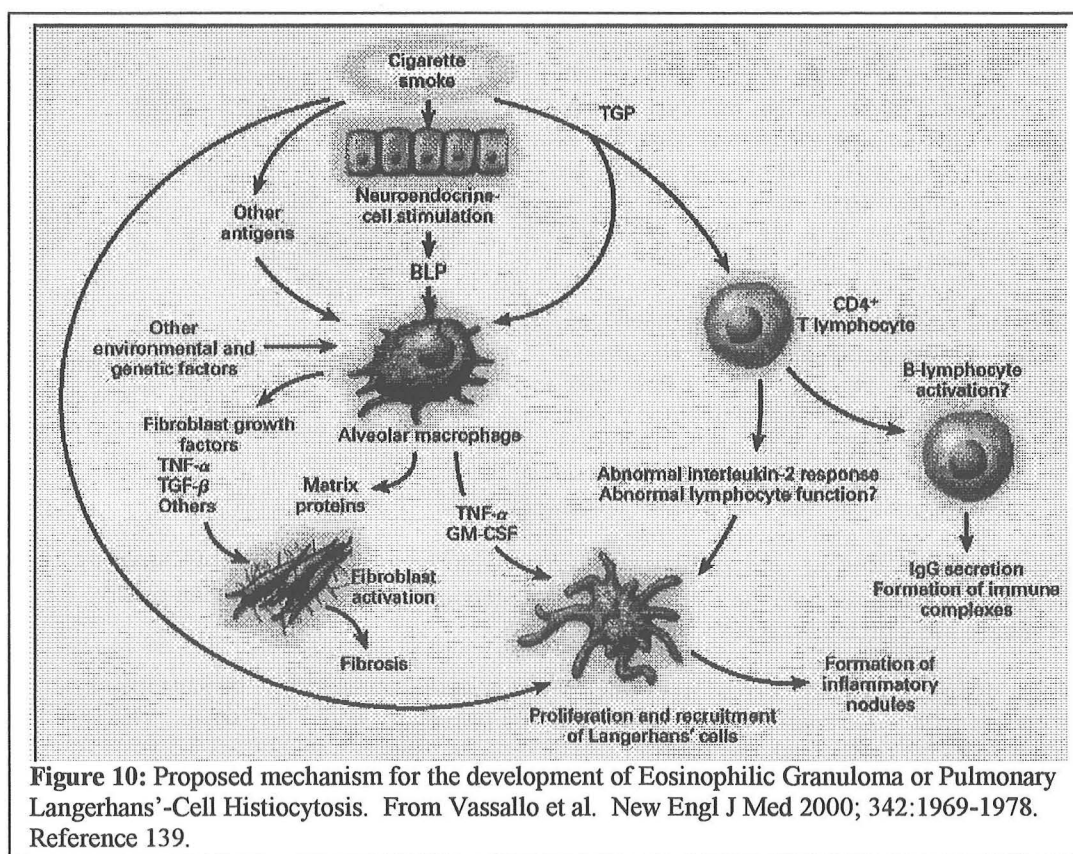 Cigarette
smoke
TGP
Neuroendocrine-
cell stimulation
Other
antigens
BLP
CD4+
T lymphocyte
Other
environmental and
genetic factors
B-lymphocyte
activation?
Fibroblast growth
factors
TNF-α
TGF-β
Others
Alveolar macrophage
Matrix
proteins
TNF-α
GM-CSF
Abnormal interleukin-2 response
Abnormal lymphocyte function?
Fibroblast
activation
IgG secretion
Formation of immune
complexes
Fibrosis
Formation of
inflammatory
nodules
Proliferation and recruitment
of Langerhans' cells
Figure 10: Proposed mechanism for the development of Eosinophilic Granuloma or Pulmonary
Langerhans'-Cell Histiocytosis. From Vassallo et al. New Engl J Med 2000; 342:1969-1978.
Reference 139.